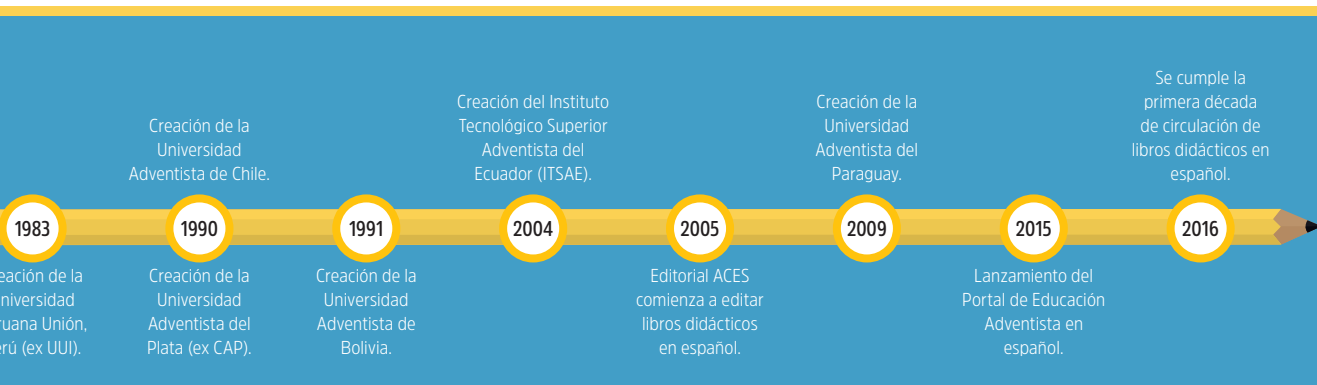 1983
eación de la
niversidad
ruana Unión,
erú (ex UUI).
Creación de la
Universidad
Adventista de Chile.
1990
Creación de la
Universidad
Adventista del
Plata (ex CAP).
1991
Creación de la
Universidad
Adventista de
Bolivia.
Creación del Instituto
Tecnológico Superior
Adventista del
Ecuador (ITSAE).
2004
2005
Editorial ACES
comienza a editar
libros didácticos
en español.
Creación de la
Universidad
Adventista del
Paraguay.
2009
2015
Lanzamiento del
Portal de Educación
Adventista en
español.
Se cumple la
primera década
de circulación de
libros didácticos en
español.
2016